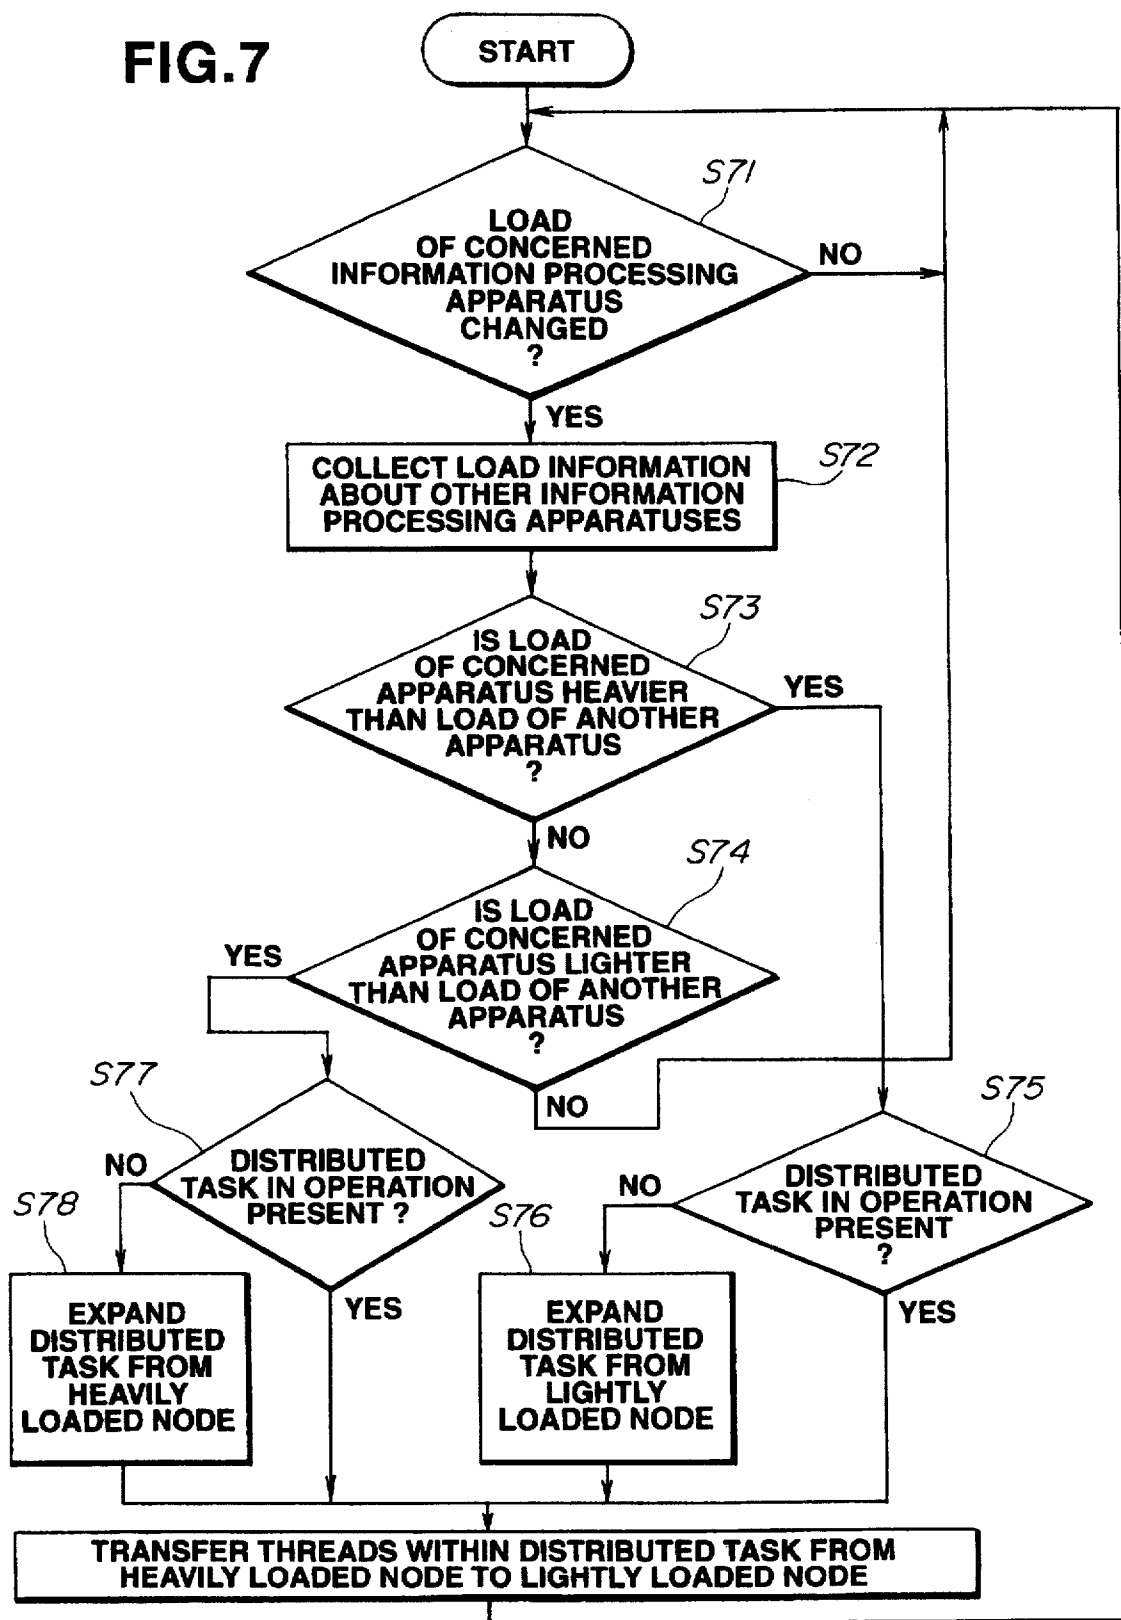 FIG.7
START
S71
LOAD
OF CONCERNED
INFORMATION PROCESSING
APPARATUS
CHANGED
?
NO
YES
S72
COLLECT LOAD INFORMATION
ABOUT OTHER INFORMATION
PROCESSING APPARATUSES
S73
IS LOAD
OF CONCERNED
APPARATUS HEAVIER
THAN LOAD OF ANOTHER
APPARATUS
?
YES
NO
S74
IS LOAD
OF CONCERNED
APPARATUS LIGHTER
THAN LOAD OF ANOTHER
APPARATUS
?
YES
NO
S77
DISTRIBUTED
TASK IN OPERATION
PRESENT ?
NO
YES
S75
DISTRIBUTED
TASK IN OPERATION
PRESENT
?
NO
YES
S78
EXPAND
DISTRIBUTED
TASK FROM
HEAVILY
LOADED NODE
S76
EXPAND
DISTRIBUTED
TASK FROM
LIGHTLY
LOADED NODE
TRANSFER THREADS WITHIN DISTRIBUTED TASK FROM
HEAVILY LOADED NODE TO LIGHTLY LOADED NODE